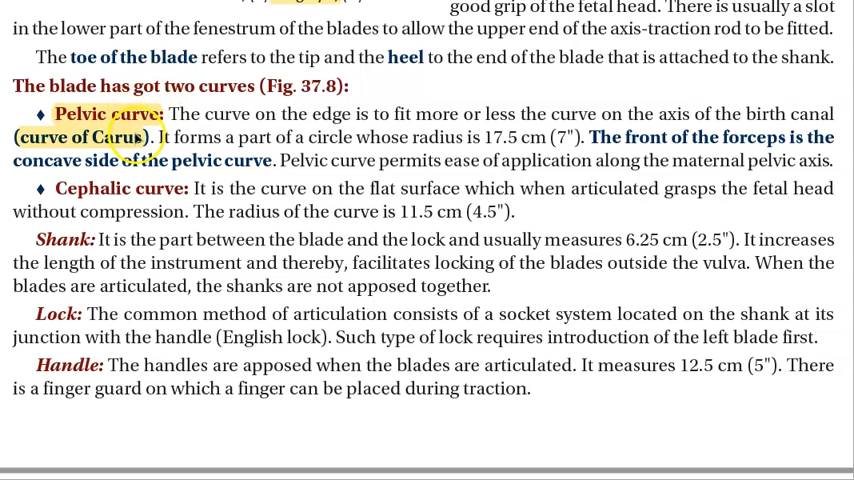 good grip of the fetal head. There is usually a slot
in the lower part of the fenestrum of the blades to allow the upper end of the axis-traction rod to be fitted.
The toe of the blade refers to the tip and the heel to the end of the blade that is attached to the shank.
The blade has got two curves (Fig. 37.8):
♦ Pelvic curve: The curve on the edge is to fit more or less the curve on the axis of the birth canal
(curve of Carus). It forms a part of a circle whose radius is 17.5 cm (7"). The front of the forceps is the
concave side of the pelvic curve. Pelvic curve permits ease of application along the maternal pelvic axis.
♦ Cephalic curve: It is the curve on the flat surface which when articulated grasps the fetal head
without compression. The radius of the curve is 11.5 cm (4.5").
Shank: It is the part between the blade and the lock and usually measures 6.25 cm (2.5"). It increases
the length of the instrument and thereby, facilitates locking of the blades outside the vulva. When the
blades are articulated, the shanks are not apposed together.
Lock: The common method of articulation consists of a socket system located on the shank at its
junction with the handle (English lock). Such type of lock requires introduction of the left blade first.
Handle: The handles are apposed when the blades are articulated. It measures 12.5 cm (5"). There
is a finger guard on which a finger can be placed during traction.